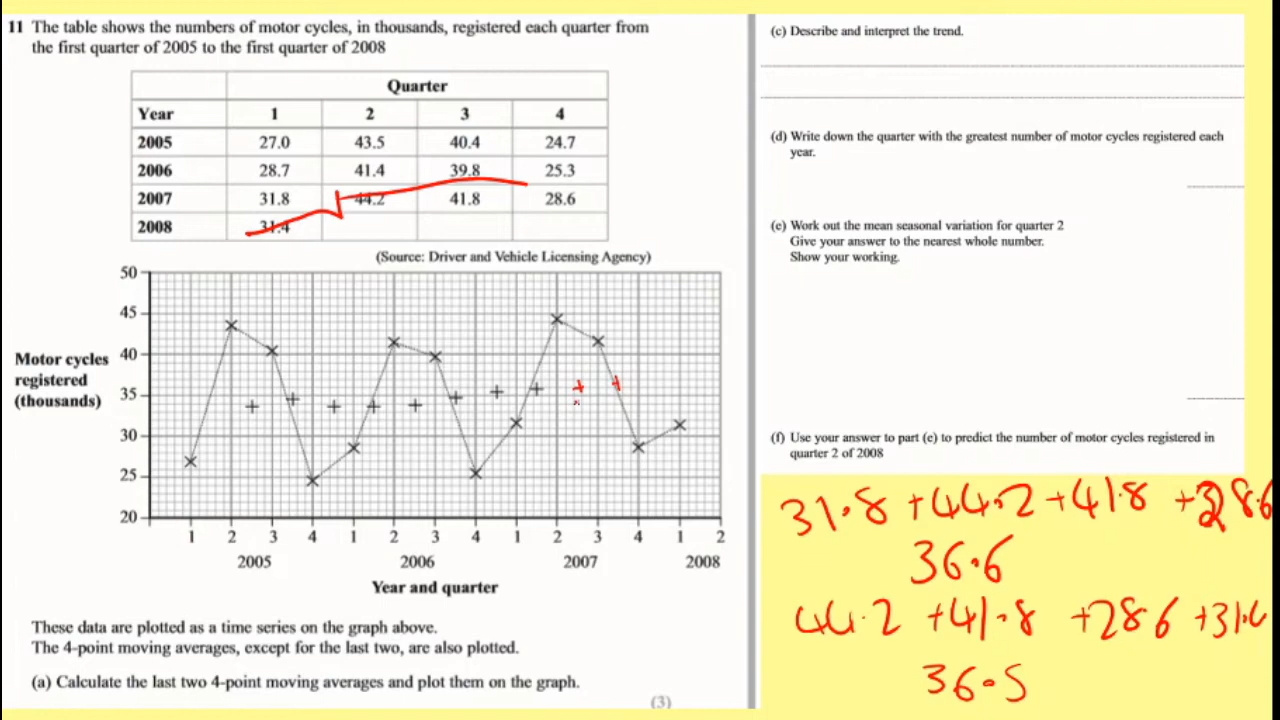 11 The table shows the numbers of motor cycles, in thousands, registered each quarter from
the first quarter of 2005 to the first quarter of 2008
Quarter
Year 1 2 3 4
2005 27.0 43.5 40.4 24.7
2006 28.7 41.4 39.8 25.3
2007 31.8 44.2 41.8 28.6
2008 31.4
(Source: Driver and Vehicle Licensing Agency)
50
45
40
35
30
25
20
Motor cycles
registered
(thousands)
1 2 3 4 1 2 3 4 1 2 3 4 1 2
2005 2006 2007 2008
Year and quarter
These data are plotted as a time series on the graph above.
The 4-point moving averages, except for the last two, are also plotted.
(a) Calculate the last two 4-point moving averages and plot them on the graph.
(3)
(c) Describe and interpret the trend.
(d) Write down the quarter with the greatest number of motor cycles registered each
year.
(e) Work out the mean seasonal variation for quarter 2
Give your answer to the nearest whole number.
Show your working.
(f) Use your answer to part (e) to predict the number of motor cycles registered in
quarter 2 of 2008
31.8 + 44.2 + 41.8 + 28.6
36.6
44.2 + 41.8 + 28.6 + 31.4
36.5